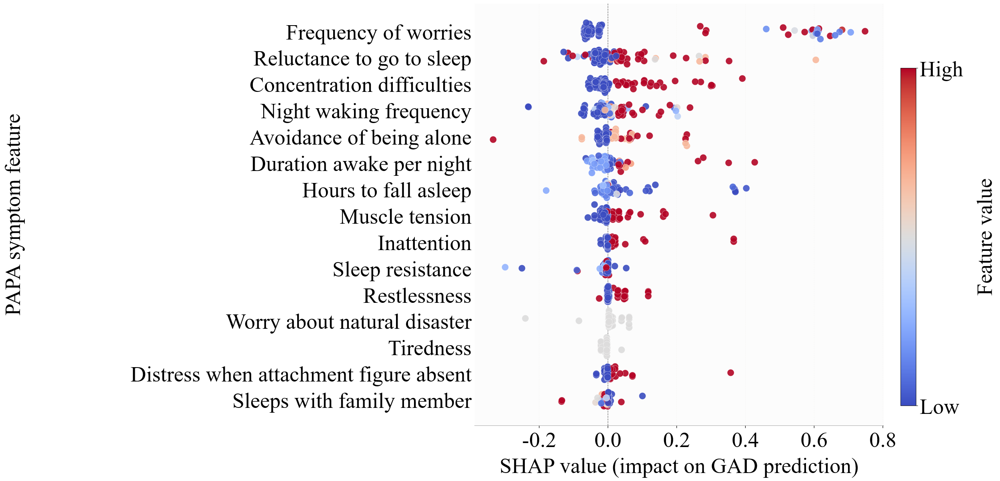 PAPA symptom feature
Frequency of worries
Reluctance to go to sleep
Concentration difficulties
Night waking frequency
Avoidance of being alone
Duration awake per night
Hours to fall asleep
Muscle tension
Inattention
Sleep resistance
Restlessness
Worry about natural disaster
Tiredness
Distress when attachment figure absent
Sleeps with family member
-0.2 0.0 0.2 0.4 0.6 0.8
SHAP value (impact on GAD prediction)
High
Low
Feature value